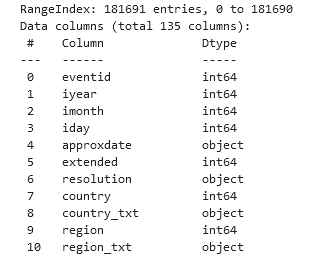 RangeIndex: 181691 entries, 0 to 181690
Data columns (total 135 columns):
 #   Column       Dtype
---  ------       -----
 0   eventid      int64
 1   iyear        int64
 2   imonth       int64
 3   iday         int64
 4   approxdate   object
 5   extended     int64
 6   resolution   object
 7   country      int64
 8   country_txt  object
 9   region       int64
 10  region_txt   object